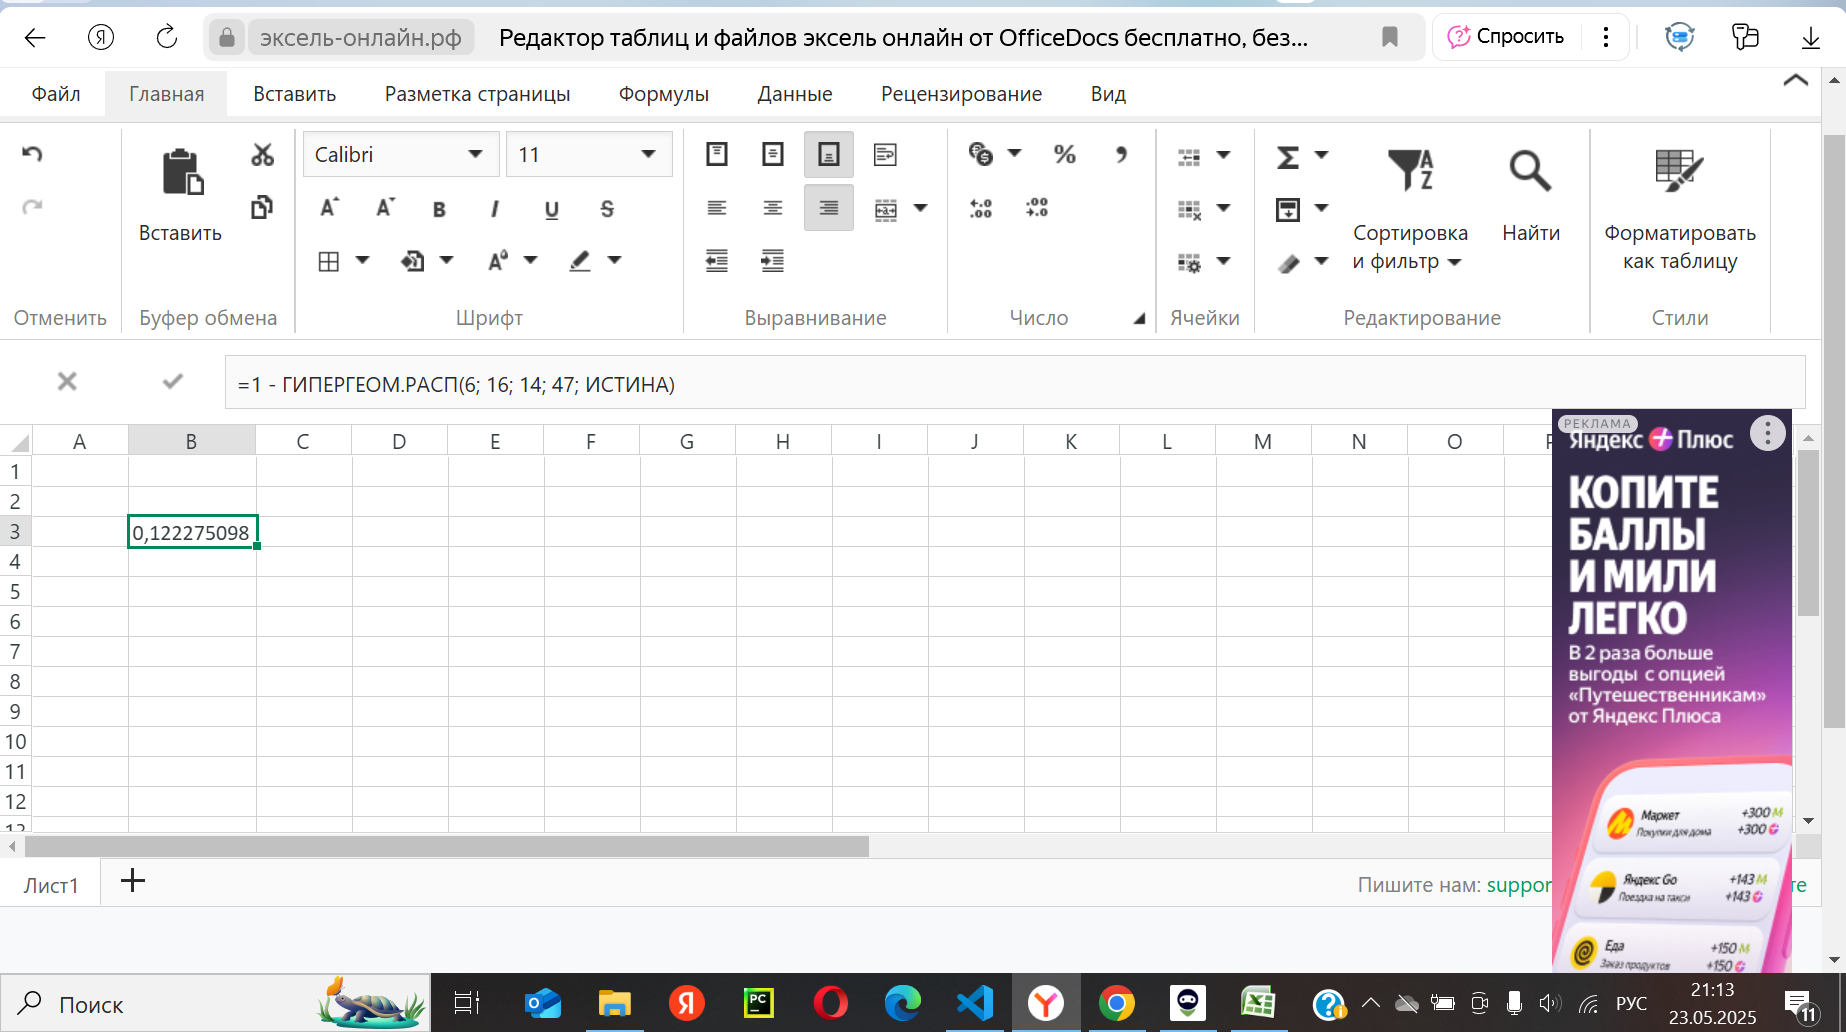 эксель-онлайн.рф
Редактор таблиц и файлов эксель онлайн от OfficeDocs бесплатно, без...
Спросить
Файл
Главная
Вставить
Разметка страницы
Формулы
Данные
Рецензирование
Вид
Calibri
11
Вставить
Сортировка
и фильтр
Найти
Форматировать
как таблицу
Отменить
Буфер обмена
Шрифт
Выравнивание
Число
Ячейки
Редактирование
Стили
=1 - ГИПЕРГЕОМ.РАСП(6; 16; 14; 47; ИСТИНА)
A B C D E F G H I J K L M N O P
1
2
3 0,122275098
4
5
6
7
8
9
10
11
12
13
РЕКЛАМА
Яндекс Плюс
КОПИТЕ
БАЛЛЫ
И МИЛИ
ЛЕГКО
В 2 раза больше
выгоды с опцией
«Путешественникам»
от Яндекс Плюса
Маркет +300 М
Покупки для дома +300
Яндекс Go +143 М
Поездка на такси +143
Еда +150 М
Заказ продуктов +150
Лист1
Пишите нам: suppor
те
Поиск
РУС
21:13
23.05.2025
11